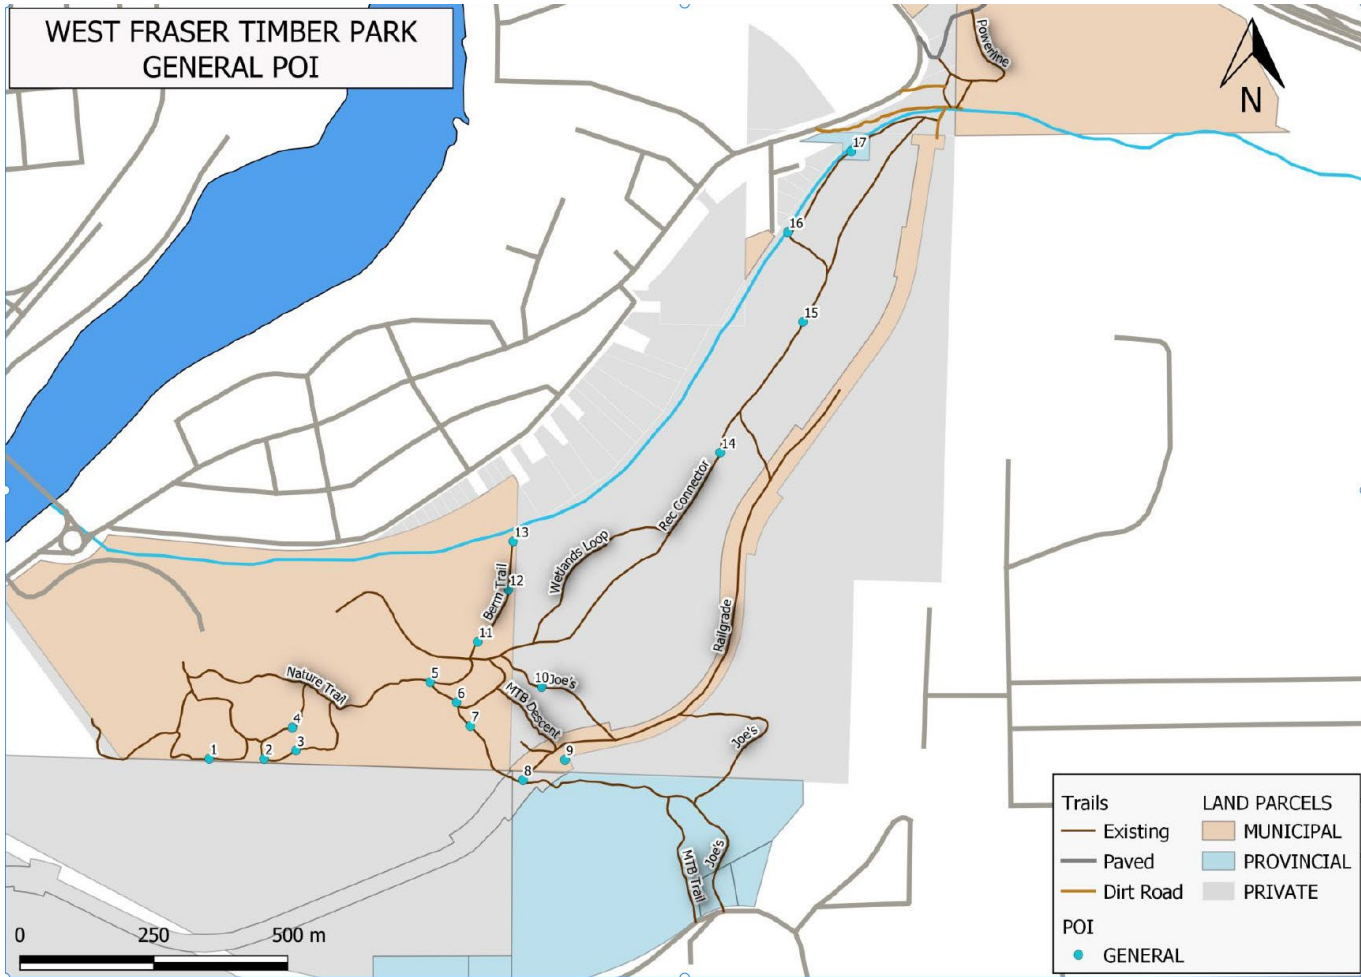 WEST FRASER TIMBER PARK
GENERAL POI
Powerline
N
17
16
15
14
Rec Connector
13
Wetlands Loop
12
Berm Trail
Railgrade
11
Nature Trail
5
10
Joe's
6
MTB Descent
4
7
Joe's
3
1
2
9
8
MTB Trail
Joe's
Trails
Existing
Paved
Dirt Road
POI
GENERAL
LAND PARCELS
MUNICIPAL
PROVINCIAL
PRIVATE
0
250
500 m